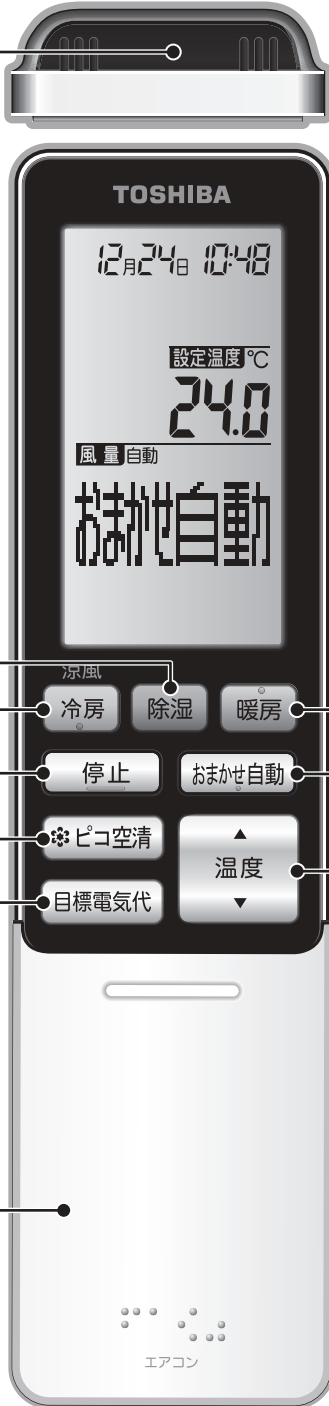 TOSHIBA
12月24日 10:48
設定温度 ℃
24.0
風量 自動
おまかせ自動
涼風
冷房 除湿 暖房
停止 おまかせ自動
ピコ空清 温度
目標電気代
エアコン